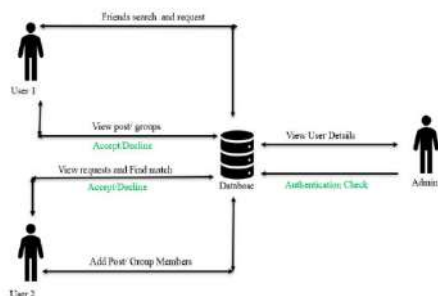 Friends search and request
User 1
View post/ groups
Accept/Decline
View requests and Find match
Accept/Decline
Database
View User Details
Authentication Check
Admin
Add Post/ Group Members
User 2